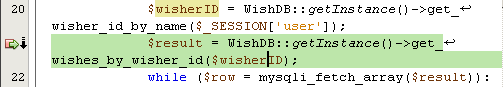 20 $wisherID = WishDB::getInstance()->get_↵
wisher_id_by_name($_SESSION['user']);
$result = WishDB::getInstance()->get_↵
wishes_by_wisher_id($wisherID);
22 while ($row = mysqli_fetch_array($result)):